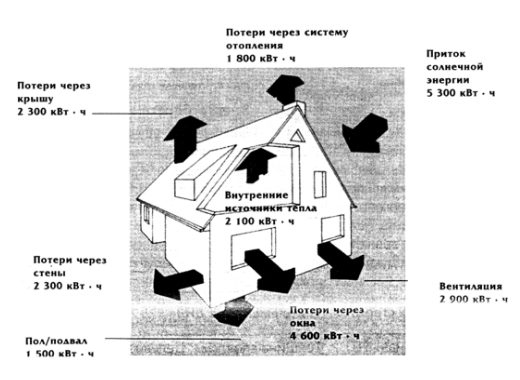 Потери через систему
отопления
1 800 кВт · ч
Приток
солнечной
энергии
5 300 кВт · ч
Потери через
крышу
2 300 кВт · ч
Внутренние
источники тепла
2 100 кВт · ч
Потери через
стены
2 300 кВт · ч
Вентиляция
2 900 кВт · ч
Потери через
окна
4 600 кВт · ч
Пол/подвал
1 500 кВт · ч